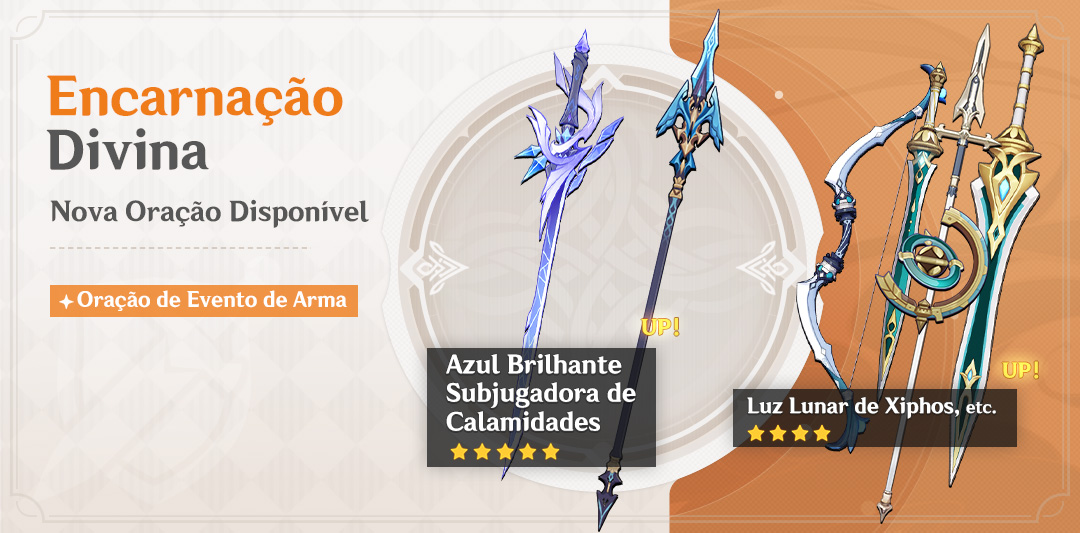 Encarnação
Divina
Nova Oração Disponível
Oração de Evento de Arma
UP!
Azul Brilhante
Subjugadora de
Calamidades
UP!
Luz Lunar de Xiphos, etc.